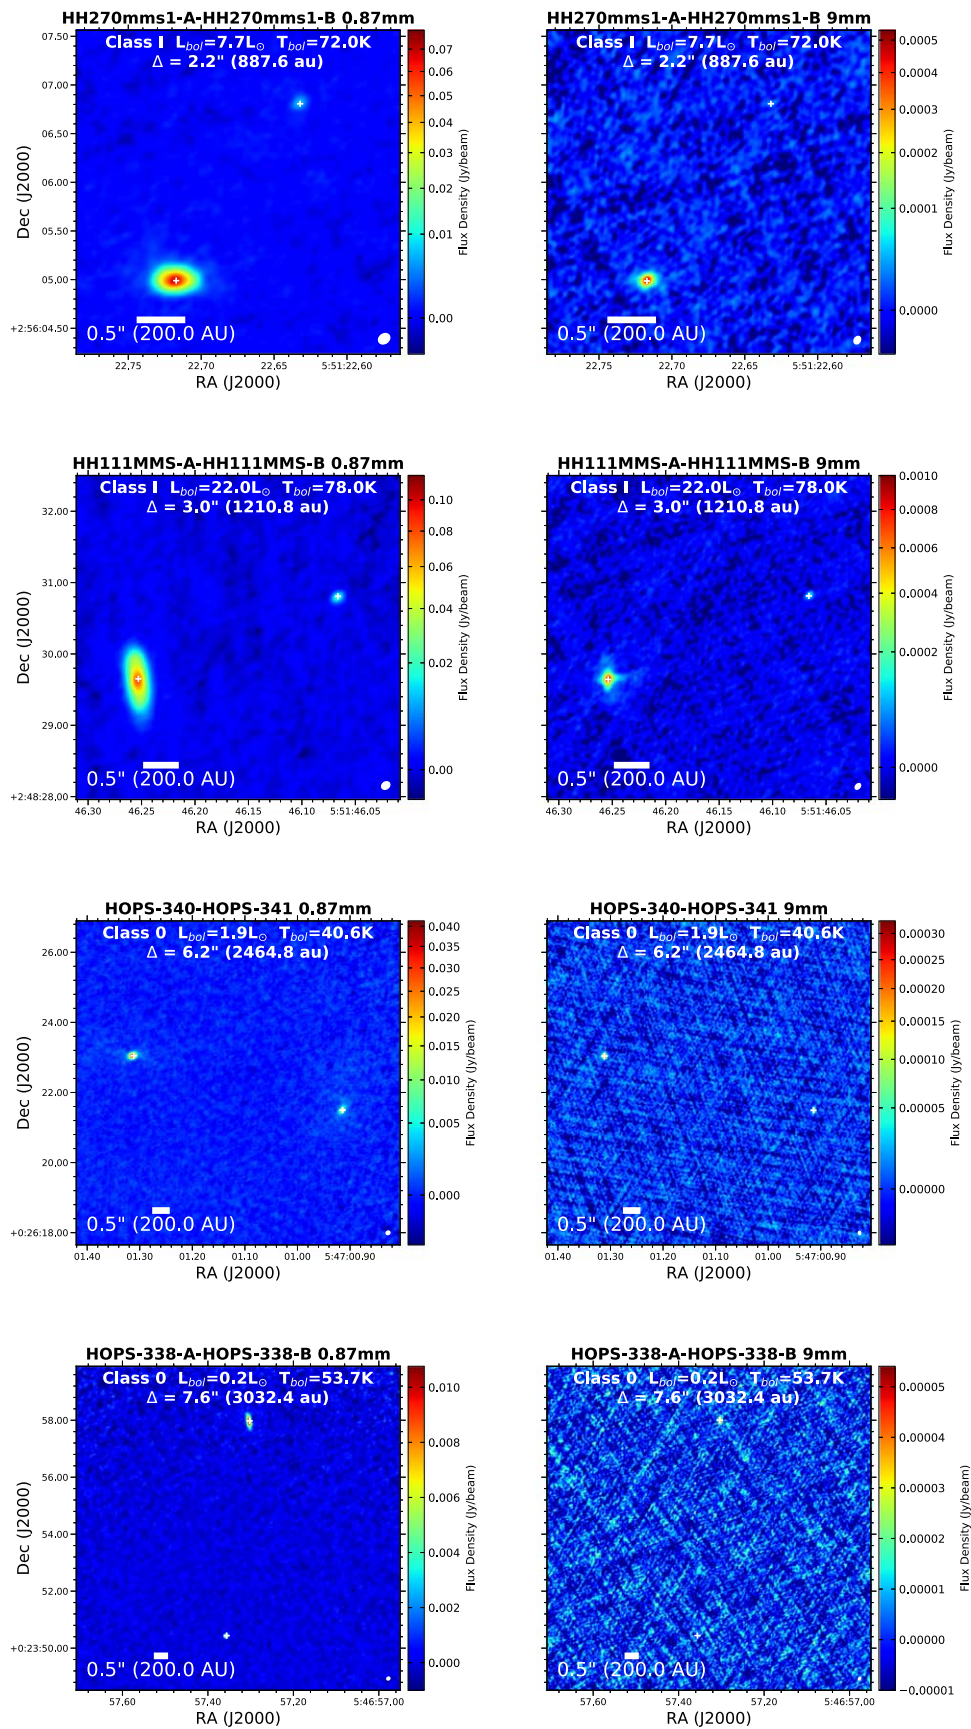 HH270mms1-A-HH270mms1-B 0.87mm
Class I L_bol=7.7L⊙ T_bol=72.0K
Δ = 2.2" (887.6 au)
07.50
07.00
06.50
06.00
05.50
05.00
+2:56:04.50
Dec (J2000)
0.5" (200.0 AU)
22.75
22.70
22.65
5:51:22.60
RA (J2000)
0.07
0.06
0.05
0.04
0.03
0.02
0.01
0.00
Flux Density (Jy/beam)
HH270mms1-A-HH270mms1-B 9mm
Class I L_bol=7.7L⊙ T_bol=72.0K
Δ = 2.2" (887.6 au)
0.5" (200.0 AU)
22.75
22.70
22.65
5:51:22.60
RA (J2000)
0.0005
0.0004
0.0003
0.0002
0.0001
0.0000
Flux Density (Jy/beam)
HH111MMS-A-HH111MMS-B 0.87mm
Class I L_bol=22.0L⊙ T_bol=78.0K
Δ = 3.0" (1210.8 au)
32.00
31.00
30.00
29.00
+2:48:28.00
Dec (J2000)
0.5" (200.0 AU)
46.30
46.25
46.20
46.15
46.10
5:51:46.05
RA (J2000)
0.10
0.08
0.06
0.04
0.02
0.00
Flux Density (Jy/beam)
HH111MMS-A-HH111MMS-B 9mm
Class I L_bol=22.0L⊙ T_bol=78.0K
Δ = 3.0" (1210.8 au)
0.5" (200.0 AU)
46.30
46.25
46.20
46.15
46.10
5:51:46.05
RA (J2000)
0.0010
0.0008
0.0006
0.0004
0.0002
0.0000
Flux Density (Jy/beam)
HOPS-340-HOPS-341 0.87mm
Class 0 L_bol=1.9L⊙ T_bol=40.6K
Δ = 6.2" (2464.8 au)
26.00
24.00
22.00
20.00
+0:26:18.00
Dec (J2000)
0.5" (200.0 AU)
01.40
01.30
01.20
01.10
01.00
5:47:00.90
RA (J2000)
0.040
0.035
0.030
0.025
0.020
0.015
0.010
0.005
0.000
Flux Density (Jy/beam)
HOPS-340-HOPS-341 9mm
Class 0 L_bol=1.9L⊙ T_bol=40.6K
Δ = 6.2" (2464.8 au)
0.5" (200.0 AU)
01.40
01.30
01.20
01.10
01.00
5:47:00.90
RA (J2000)
0.00030
0.00025
0.00020
0.00015
0.00010
0.00005
0.00000
Flux Density (Jy/beam)
HOPS-338-A-HOPS-338-B 0.87mm
Class 0 L_bol=0.2L⊙ T_bol=53.7K
Δ = 7.6" (3032.4 au)
58.00
56.00
54.00
52.00
+0:23:50.00
Dec (J2000)
0.5" (200.0 AU)
57.60
57.40
57.20
5:46:57.00
RA (J2000)
0.010
0.008
0.006
0.004
0.002
0.000
Flux Density (Jy/beam)
HOPS-338-A-HOPS-338-B 9mm
Class 0 L_bol=0.2L⊙ T_bol=53.7K
Δ = 7.6" (3032.4 au)
0.5" (200.0 AU)
57.60
57.40
57.20
5:46:57.00
RA (J2000)
0.00005
0.00004
0.00003
0.00002
0.00001
0.00000
−0.00001
Flux Density (Jy/beam)